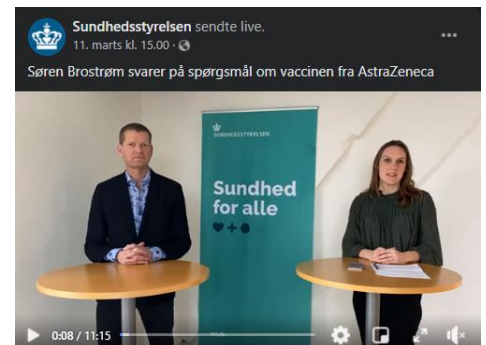 Sundhedsstyrelsen sendte live.
11. marts kl. 15.00 ·
Søren Brostrøm svarer på spørgsmål om vaccinen fra AstraZeneca
SUNDHEDSSTYRELSEN
Sundhed
for alle
0:08 / 11:15